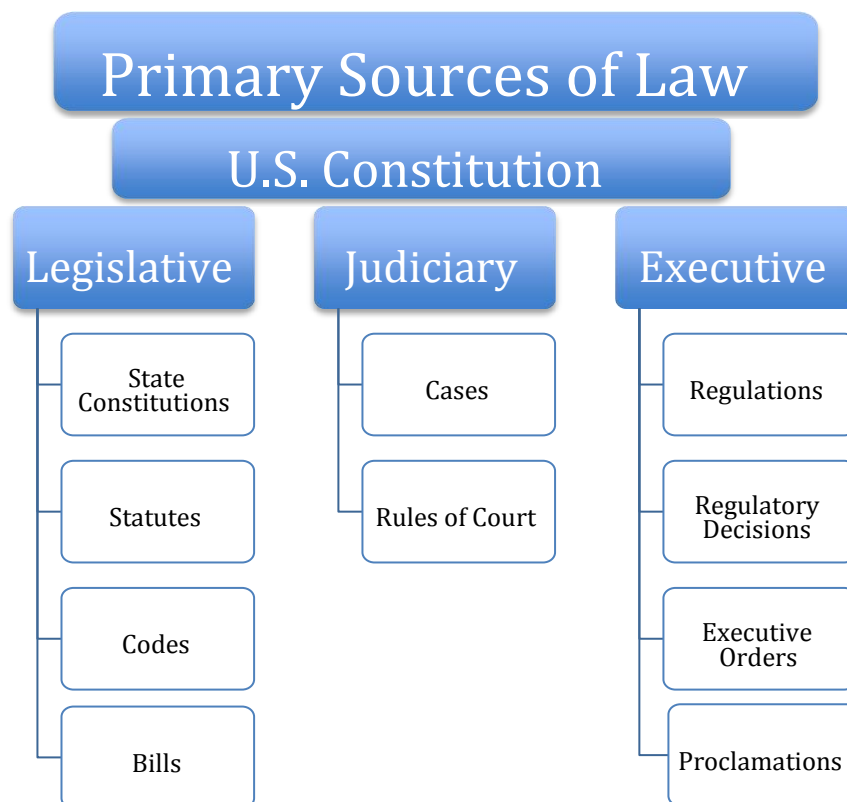 Primary Sources of Law
U.S. Constitution
Legislative
State
Constitutions
Statutes
Codes
Bills
Judiciary
Cases
Rules of Court
Executive
Regulations
Regulatory
Decisions
Executive
Orders
Proclamations